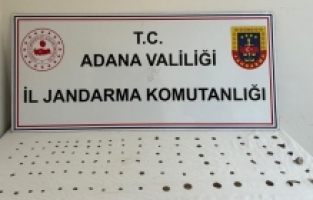 T.C.
ADANA VALİLİĞİ
İL JANDARMA KOMUTANLIĞI